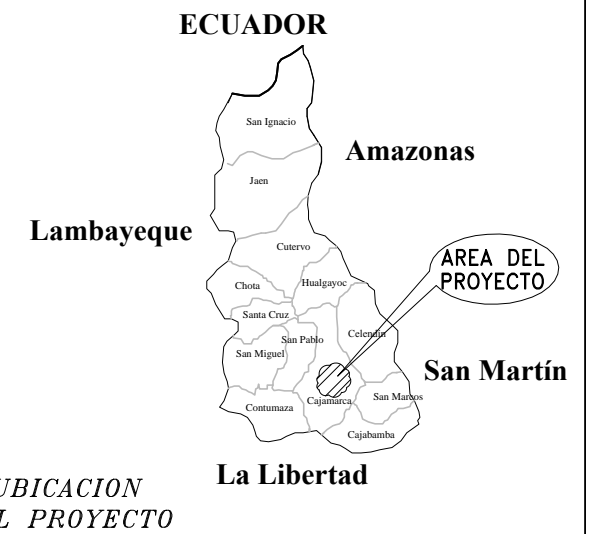 ECUADOR
San Ignacio
Amazonas
Jaen
Lambayeque
Cutervo
AREA DEL
PROYECTO
Chota
Hualgayoc
Santa Cruz
Celendín
San Pablo
San Miguel
San Martín
Cajamarca
San Marcos
Contumaza
Cajabamba
La Libertad
UBICACION
L PROYECTO